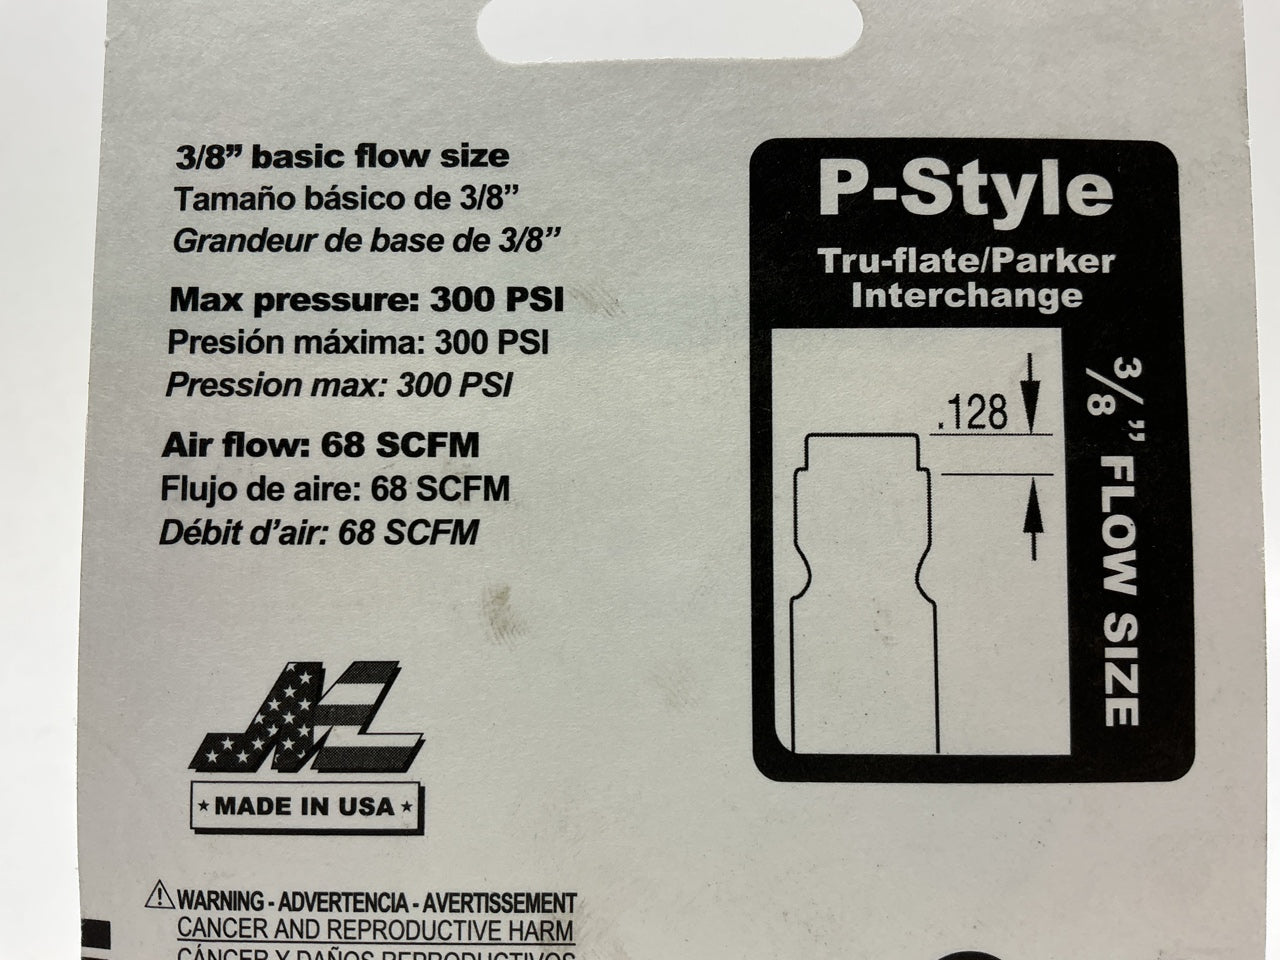 3/8” basic flow size
Tamaño básico de 3/8”
Grandeur de base de 3/8”
Max pressure: 300 PSI
Presión máxima: 300 PSI
Pression max: 300 PSI
Air flow: 68 SCFM
Flujo de aire: 68 SCFM
Débit d’air: 68 SCFM
MADE IN USA
WARNING - ADVERTENCIA - AVERTISSEMENT
CANCER AND REPRODUCTIVE HARM
CÁNCER Y DAÑOS REPRODUCTIVOS
P-Style
Tru-flate/Parker
Interchange
.128
3/8” FLOW SIZE